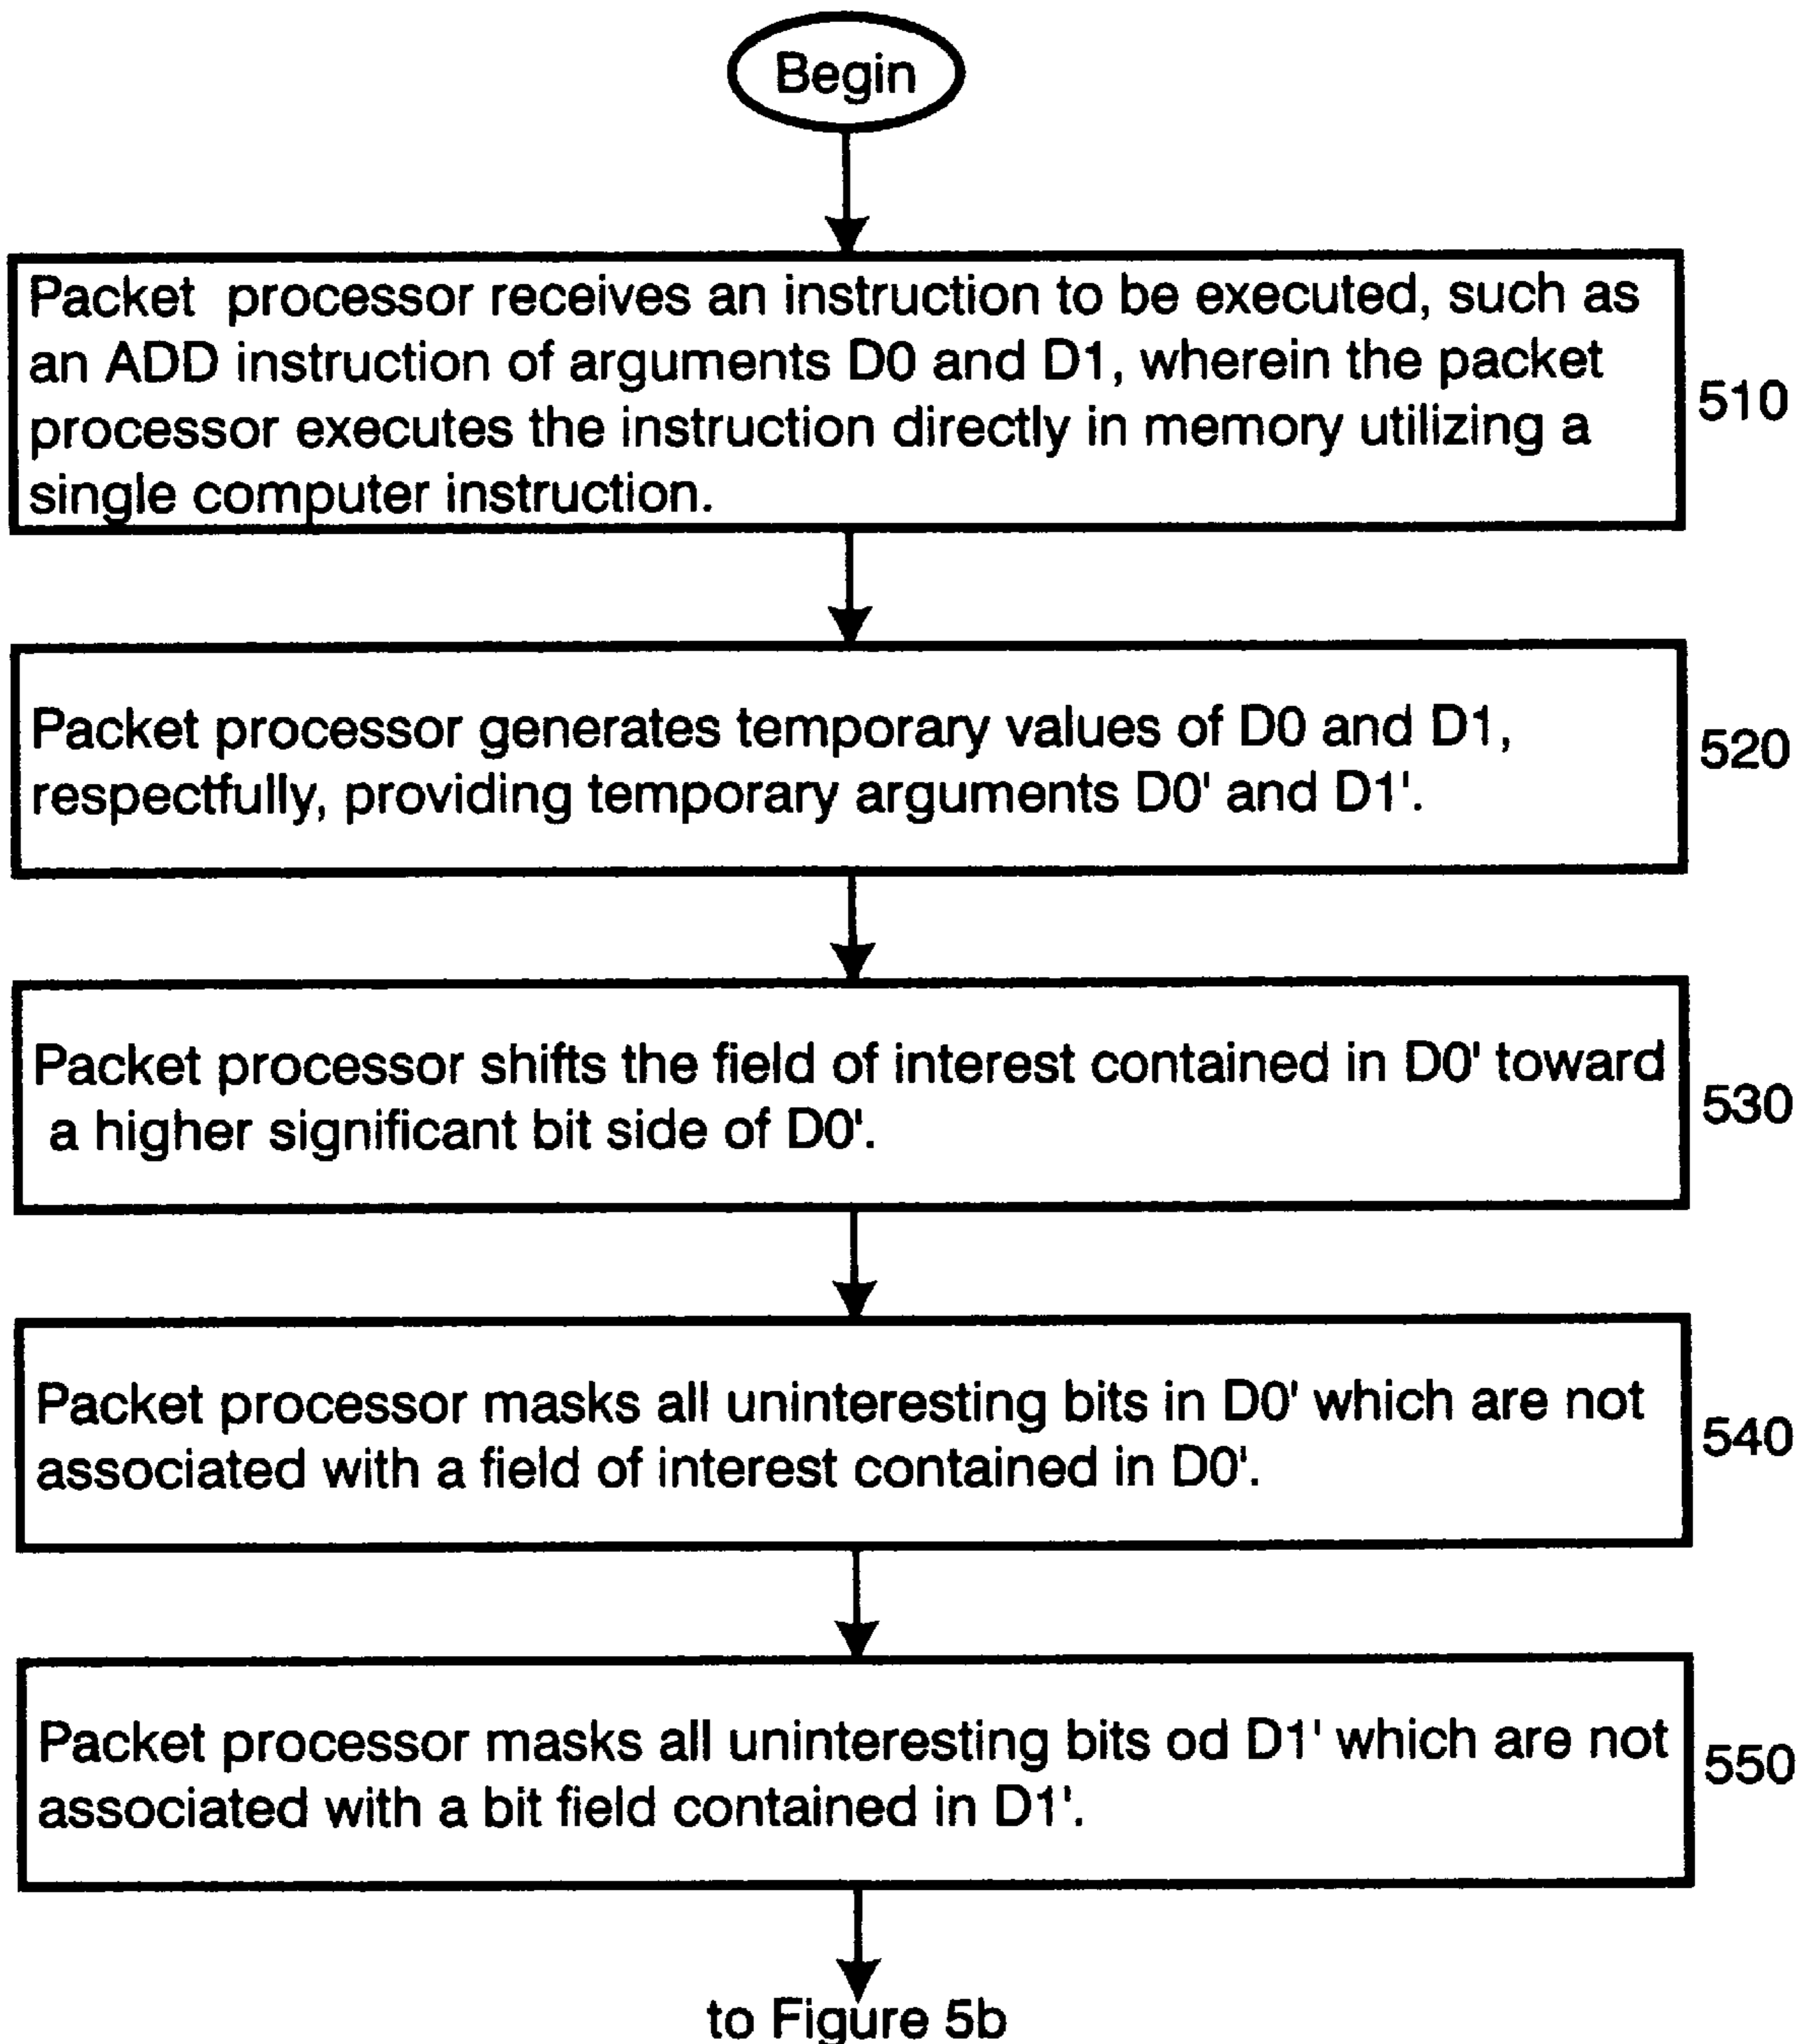 Begin
Packet processor receives an instruction to be executed, such as
an ADD instruction of arguments D0 and D1, wherein the packet
processor executes the instruction directly in memory utilizing a
single computer instruction.
510
Packet processor generates temporary values of D0 and D1,
respectfully, providing temporary arguments D0' and D1'.
520
Packet processor shifts the field of interest contained in D0' toward
a higher significant bit side of D0'.
530
Packet processor masks all uninteresting bits in D0' which are not
associated with a field of interest contained in D0'.
540
Packet processor masks all uninteresting bits od D1' which are not
associated with a bit field contained in D1'.
550
to Figure 5b